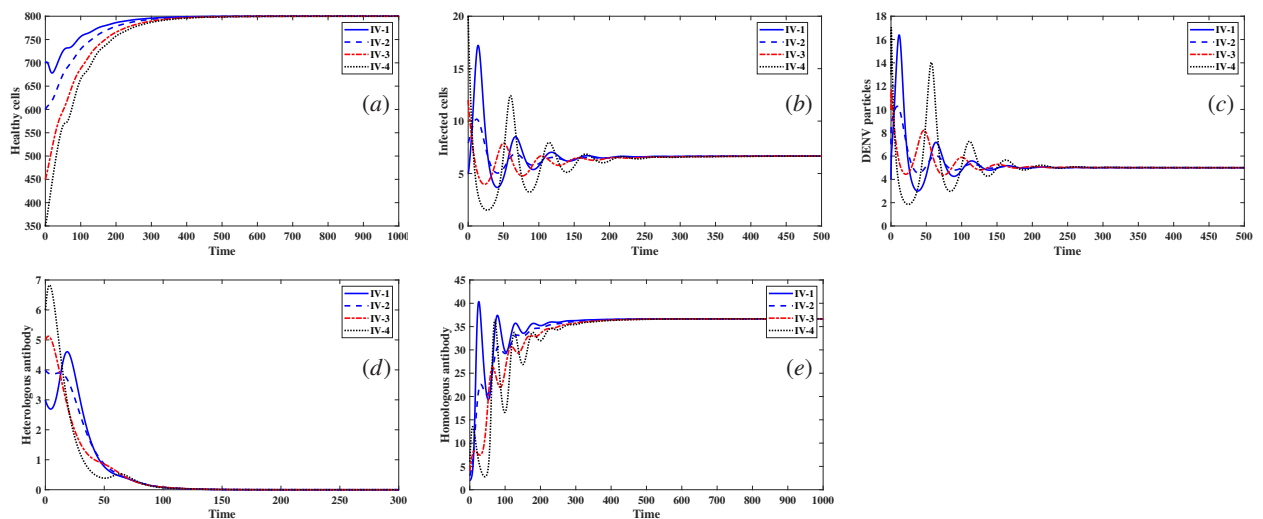 800
750
700
650
600
550
500
450
400
350
0 100 200 300 400 500 600 700 800 900 1000
Healthy cells
Time
IV-1
IV-2
IV-3
IV-4
(a)
20
15
10
5
0
0 50 100 150 200 250 300 350 400 450 500
Infected cells
Time
IV-1
IV-2
IV-3
IV-4
(b)
18
16
14
12
10
8
6
4
2
0
0 50 100 150 200 250 300 350 400 450 500
DENV particles
Time
IV-1
IV-2
IV-3
IV-4
(c)
7
6
5
4
3
2
1
0
0 50 100 150 200 250 300
Heterologous antibody
Time
IV-1
IV-2
IV-3
IV-4
(d)
45
40
35
30
25
20
15
10
5
0
0 100 200 300 400 500 600 700 800 900 1000
Homologous antibody
Time
IV-1
IV-2
IV-3
IV-4
(e)